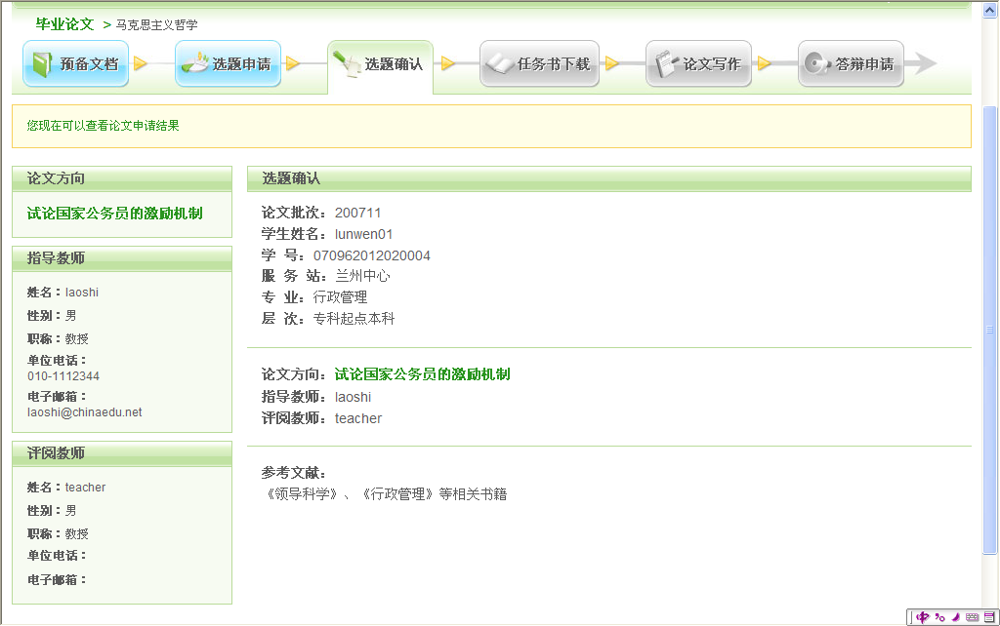 毕业论文 > 马克思主义哲学
预备文档 选题申请 选题确认 任务书下载 论文写作 答辩申请
您现在可以查看论文申请结果
论文方向
试论国家公务员的激励机制
指导教师
姓名：laoshi
性别：男
职称：教授
单位电话：
010-1112344
电子邮箱：
laoshi@chinaedu.net
评阅教师
姓名：teacher
性别：男
职称：教授
单位电话：
电子邮箱：
选题确认
论文批次：200711
学生姓名：lunwen01
学 号：070962012020004
服 务 站：兰州中心
专 业：行政管理
层 次：专科起点本科
论文方向：试论国家公务员的激励机制
指导教师：laoshi
评阅教师：teacher
参考文献：
《领导科学》、《行政管理》等相关书籍
中